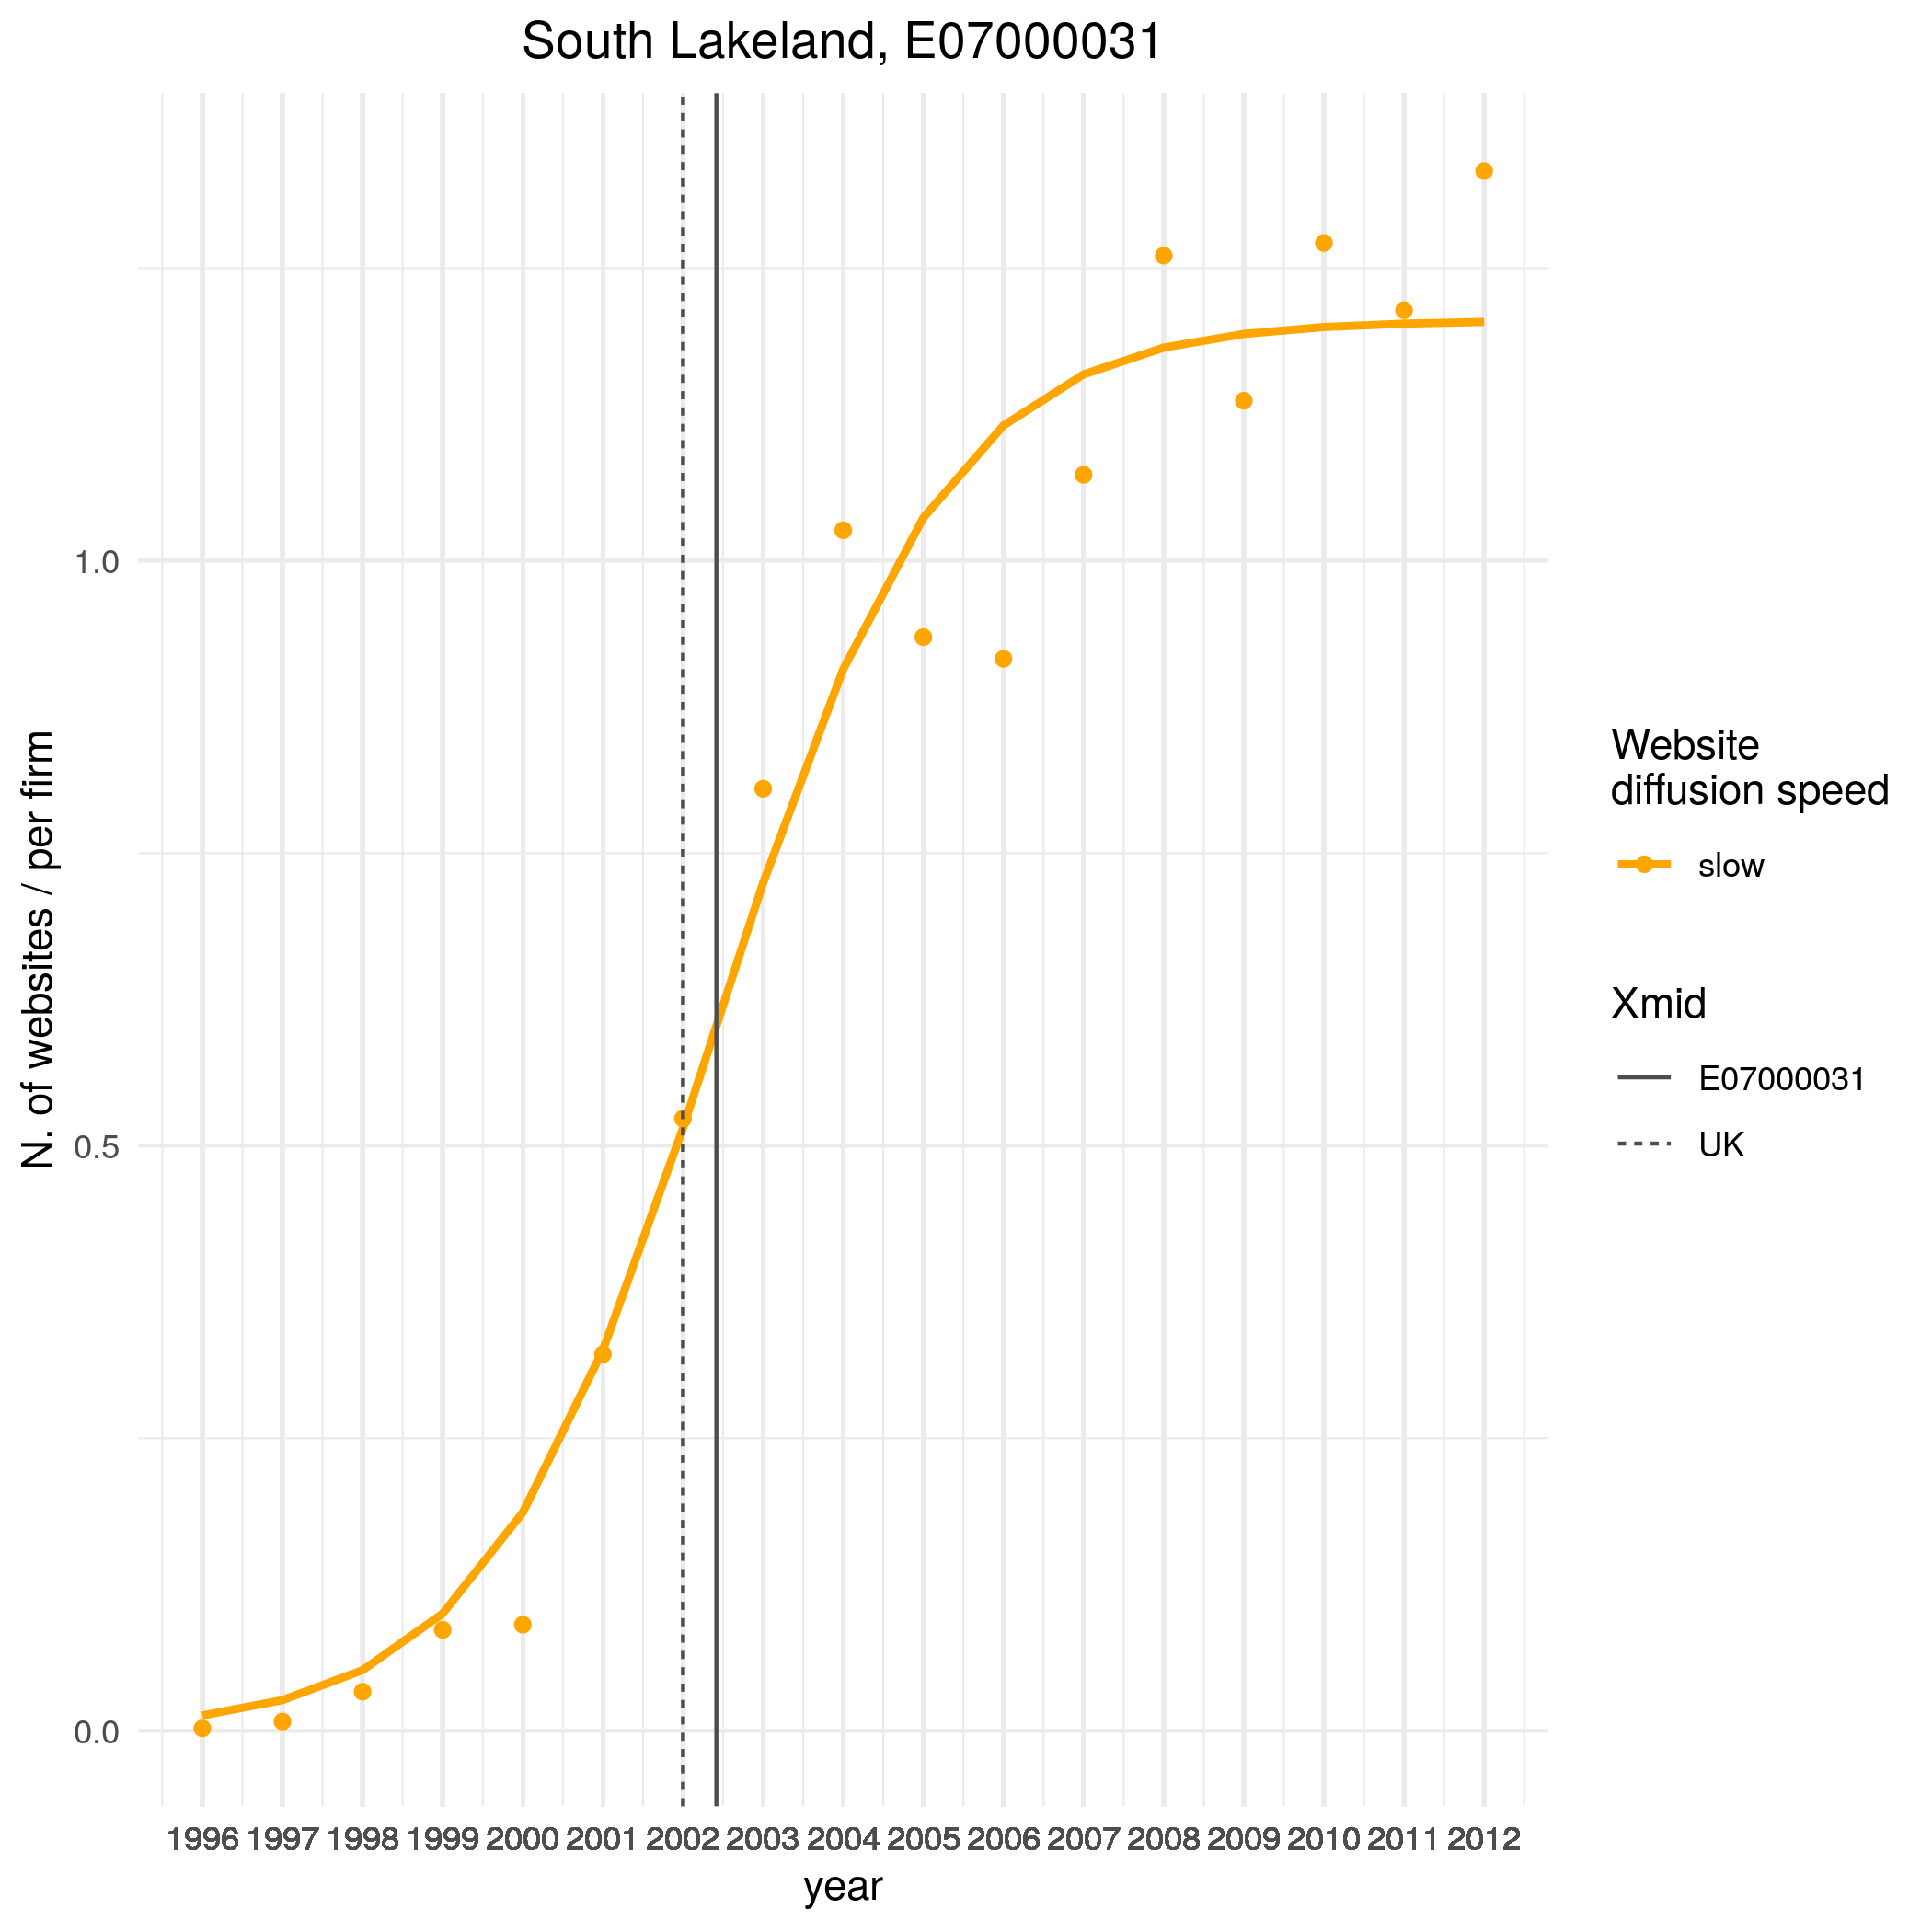 South Lakeland, E07000031
N. of websites / per firm
1.0
0.5
0.0
1996 1997 1998 1999 2000 2001 2002 2003 2004 2005 2006 2007 2008 2009 2010 2011 2012
year
Website
diffusion speed
slow
Xmid
E07000031
UK